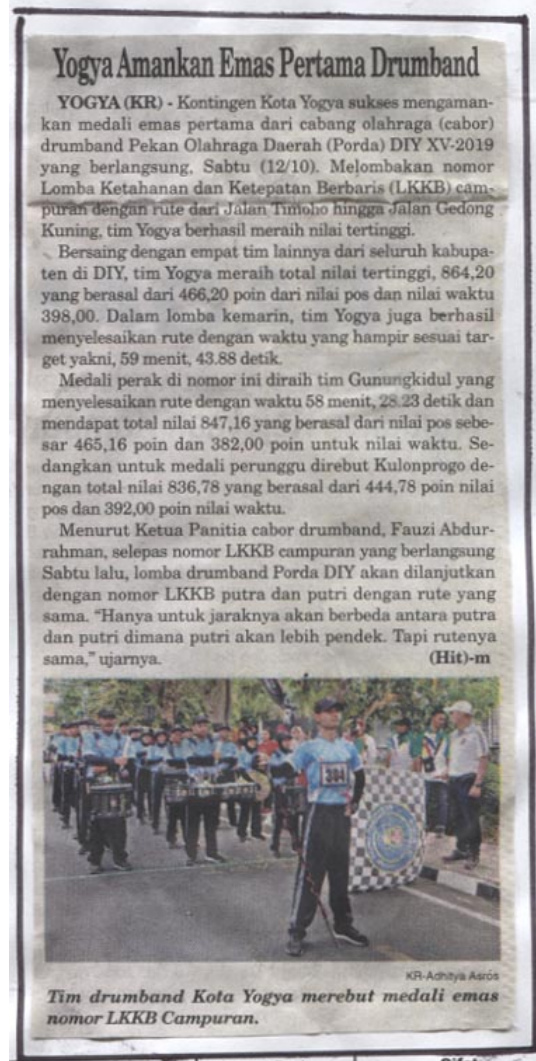 Yogya Amankan Emas Pertama Drumband
YOGYA (KR) - Kontingen Kota Yogya sukses mengaman-
kan medali emas pertama dari cabang olahraga (cabor)
drumband Pekan Olahraga Daerah (Porda) DIY XV-2019
yang berlangsung, Sabtu (12/10). Melombakan nomor
Lomba Ketahanan dan Ketepatan Berbaris (LKKB) cam-
puran dengan rute dari Jalan Timoho hingga Jalan Gedong
Kuning, tim Yogya berhasil meraih nilai tertinggi.
Bersaing dengan empat tim lainnya dari seluruh kabupa-
ten di DIY, tim Yogya meraih total nilai tertinggi, 864,20
yang berasal dari 466,20 poin dari nilai pos dan nilai waktu
398,00. Dalam lomba kemarin, tim Yogya juga berhasil
menyelesaikan rute dengan waktu yang hampir sesuai tar-
get yakni, 59 menit, 43.88 detik.
Medali perak di nomor ini diraih tim Gunungkidul yang
menyelesaikan rute dengan waktu 58 menit, 28.23 detik dan
mendapat total nilai 847,16 yang berasal dari nilai pos sebe-
sar 465,16 poin dan 382,00 poin untuk nilai waktu. Se-
dangkan untuk medali perunggu direbut Kulonprogo de-
ngan total nilai 836,78 yang berasal dari 444,78 poin nilai
pos dan 392,00 poin nilai waktu.
Menurut Ketua Panitia cabor drumband, Fauzi Abdur-
rahman, selepas nomor LKKB campuran yang berlangsung
Sabtu lalu, lomba drumband Porda DIY akan dilanjutkan
dengan nomor LKKB putra dan putri dengan rute yang
sama. "Hanya untuk jaraknya akan berbeda antara putra
dan putri dimana putri akan lebih pendek. Tapi rutenya
sama," ujarnya. (Hit)-m
304
KR-Adhitya Asros
Tim drumband Kota Yogya merebut medali emas
nomor LKKB Campuran.